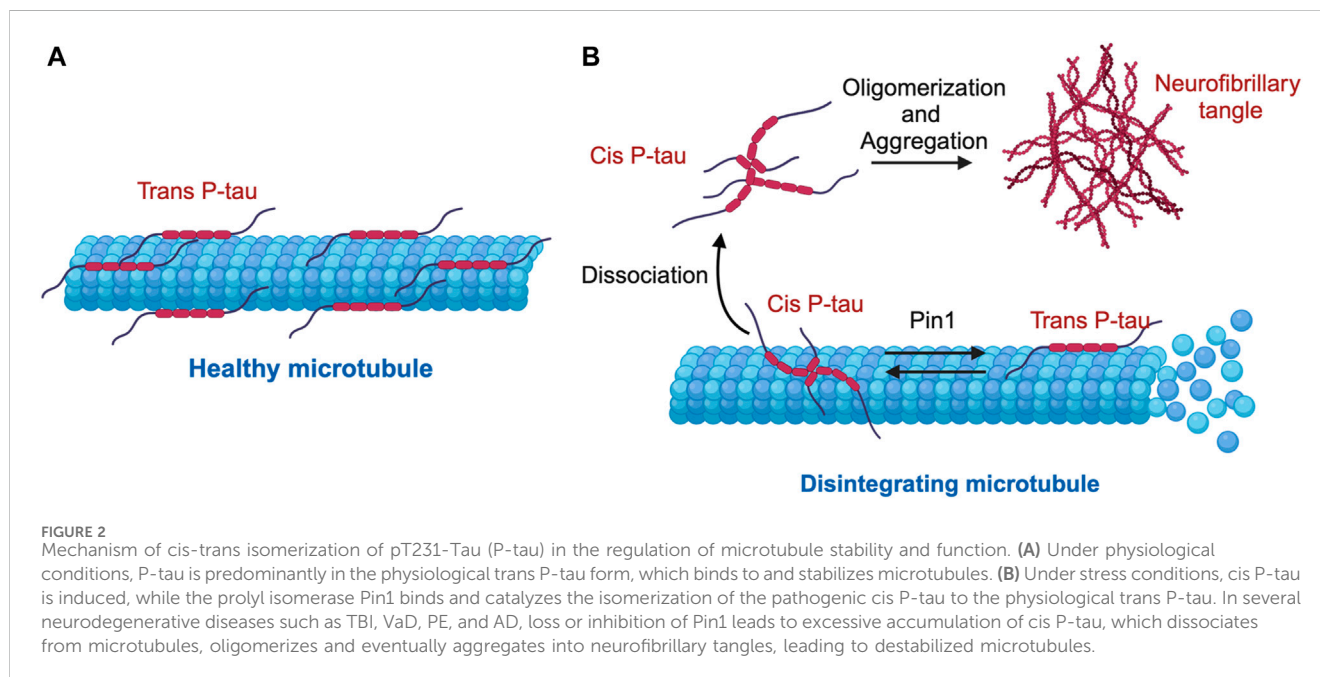 A
Trans P-tau
Healthy microtubule
B
Cis P-tau
Oligomerization
and
Aggregation
Neurofibrillary
tangle
Dissociation
Cis P-tau
Pin1
Trans P-tau
Disintegrating microtubule
FIGURE 2
Mechanism of cis-trans isomerization of pT231-Tau (P-tau) in the regulation of microtubule stability and function. (A) Under physiological
conditions, P-tau is predominantly in the physiological trans P-tau form, which binds to and stabilizes microtubules. (B) Under stress conditions, cis P-tau
is induced, while the prolyl isomerase Pin1 binds and catalyzes the isomerization of the pathogenic cis P-tau to the physiological trans P-tau. In several
neurodegenerative diseases such as TBI, VaD, PE, and AD, loss or inhibition of Pin1 leads to excessive accumulation of cis P-tau, which dissociates
from microtubules, oligomerizes and eventually aggregates into neurofibrillary tangles, leading to destabilized microtubules.